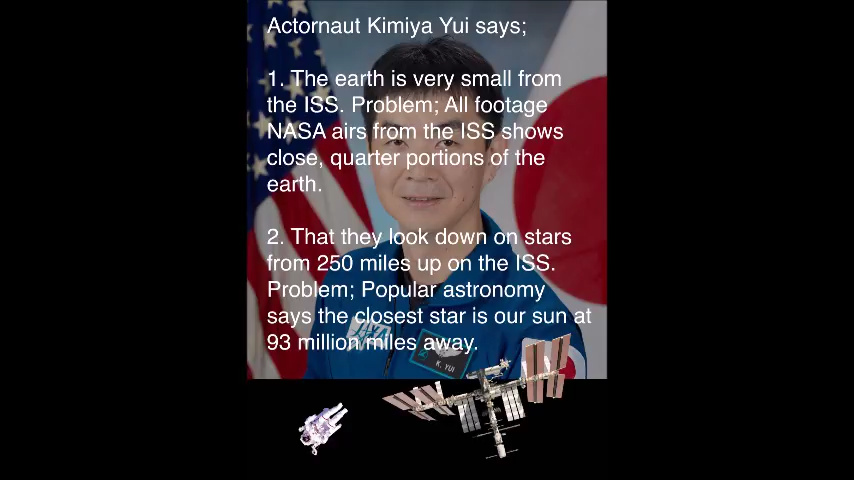 Actornaut Kimiya Yui says;
1. The earth is very small from
the ISS. Problem; All footage
NASA airs from the ISS shows
close, quarter portions of the
earth.
2. That they look down on stars
from 250 miles up on the ISS.
Problem; Popular astronomy
says the closest star is our sun at
93 million miles away.
K. YUI